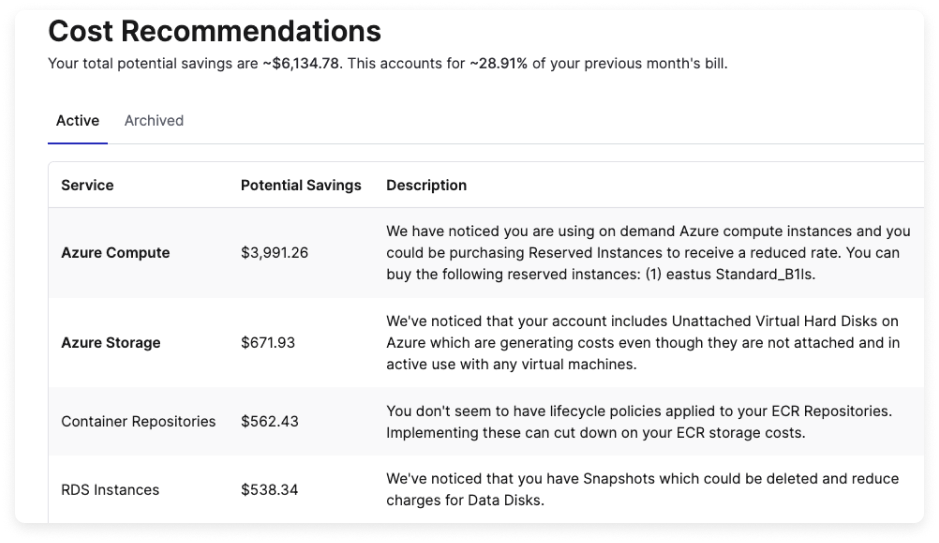 Cost Recommendations
Your total potential savings are ~$6,134.78. This accounts for ~28.91% of your previous month's bill.
Active Archived
Service Potential Savings Description
We have noticed you are using on demand Azure compute instances and you
Azure Compute $3,991.26 could be purchasing Reserved Instances to receive a reduced rate. You can
buy the following reserved instances: (1) eastus Standard_B1ls.
We've noticed that your account includes Unattached Virtual Hard Disks on
Azure Storage $671.93 Azure which are generating costs even though they are not attached and in
active use with any virtual machines.
Container Repositories $562.43 You don't seem to have lifecycle policies applied to your ECR Repositories.
Implementing these can cut down on your ECR storage costs.
RDS Instances $538.34 We've noticed that you have Snapshots which could be deleted and reduce
charges for Data Disks.